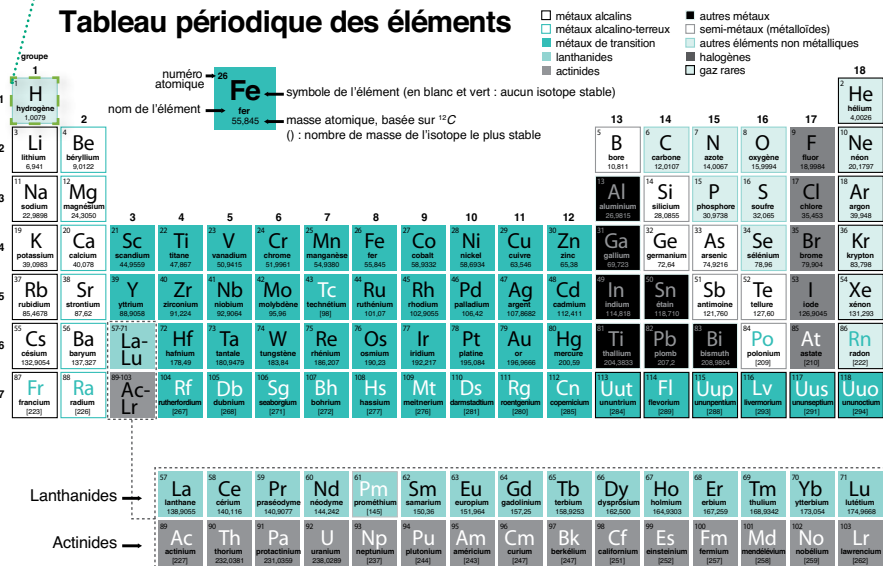 Tableau périodique des éléments
métaux alcalins
métaux alcalino-terreux
métaux de transition
lanthanides
actinides
autres métaux
semi-métaux (métalloïdes)
autres éléments non métalliques
halogènes
gaz rares
numéro atomique
nom de l'élément
26
Fe
fer
55,845
symbole de l'élément (en blanc et vert : aucun isotope stable)
masse atomique, basée sur ¹²C
() : nombre de masse de l'isotope le plus stable
groupe
1 18
1 2
1 H He
hydrogène hélium
1,0079 4,0026
2 13 14 15 16 17
3 4 5 6 7 8 9 10
2 Li Be B C N O F Ne
lithium béryllium bore carbone azote oxygène fluor néon
6,941 9,0122 10,811 12,0107 14,0067 15,9994 18,9984 20,1797
11 12 13 14 15 16 17 18
3 Na Mg Al Si P S Cl Ar
sodium magnésium aluminium silicium phosphore soufre chlore argon
22,9898 24,3050 26,9815 28,0855 30,9738 32,065 35,453 39,948
3 4 5 6 7 8 9 10 11 12
19 20 21 22 23 24 25 26 27 28 29 30 31 32 33 34 35 36
4 K Ca Sc Ti V Cr Mn Fe Co Ni Cu Zn Ga Ge As Se Br Kr
potassium calcium scandium titane vanadium chrome manganèse fer cobalt nickel cuivre zinc gallium germanium arsenic sélénium brome krypton
39,0983 40,078 44,9559 47,867 50,9415 51,9961 54,9380 55,845 58,9332 58,6934 63,546 65,38 69,723 72,64 74,9216 78,96 79,904 83,798
37 38 39 40 41 42 43 44 45 46 47 48 49 50 51 52 53 54
5 Rb Sr Y Zr Nb Mo Tc Ru Rh Pd Ag Cd In Sn Sb Te I Xe
rubidium strontium yttrium zirconium niobium molybdène technétium ruthénium rhodium palladium argent cadmium indium étain antimoine tellure iode xénon
85,4678 87,62 88,9058 91,224 92,9064 95,96 [98] 101,07 102,9055 106,42 107,8682 112,411 114,818 118,710 121,760 127,60 126,9045 131,293
55 56 57-71 72 73 74 75 76 77 78 79 80 81 82 83 84 85 86
6 Cs Ba La-Lu Hf Ta W Re Os Ir Pt Au Hg Ti Pb Bi Po At Rn
césium baryum hafnium tantale tungstène rhénium osmium iridium platine or mercure thallium plomb bismuth polonium astate radon
132,9054 137,327 178,49 180,9479 183,84 186,207 190,23 192,217 195,084 196,9666 200,59 204,3833 207,2 208,9804 [209] [210] [222]
87 88 89-103 104 105 106 107 108 109 110 111 112 113 114 115 116 117 118
7 Fr Ra Ac-Lr Rf Db Sg Bh Hs Mt Ds Rg Cn Uut Fl Uup Lv Uus Uuo
francium radium rutherfordium dubnium seaborgium bohrium hassium meitnerium darmstadtium roentgenium copernicium ununtrium flevorium ununpentium livermorium ununseptium ununoctium
[223] [226] [267] [268] [271] [272] [277] [276] [281] [280] [285] [284] [289] [288] [293] [291] [294]
Lanthanides
57 58 59 60 61 62 63 64 65 66 67 68 69 70 71
La Ce Pr Nd Pm Sm Eu Gd Tb Dy Ho Er Tm Yb Lu
lanthane cérium praséodyme néodyme prométhium samarium europium gadolinium terbium dysprosium holmium erbium thulium ytterbium lutétium
138,9055 140,116 140,9077 144,242 [145] 150,36 151,964 157,25 158,9253 162,500 164,9303 167,259 168,9342 173,054 174,9668
Actinides
89 90 91 92 93 94 95 96 97 98 99 100 101 102 103
Ac Th Pa U Np Pu Am Cm Bk Cf Es Fm Md No Lr
actinium thorium protactinium uranium neptunium plutonium américium curium berkélium californium einsteinium fermium mendélévium nobélium lawrencium
[227] 232,0381 231,0359 238,0289 [237] [244] [243] [247] [247] [251] [252] [257] [258] [259] [262]